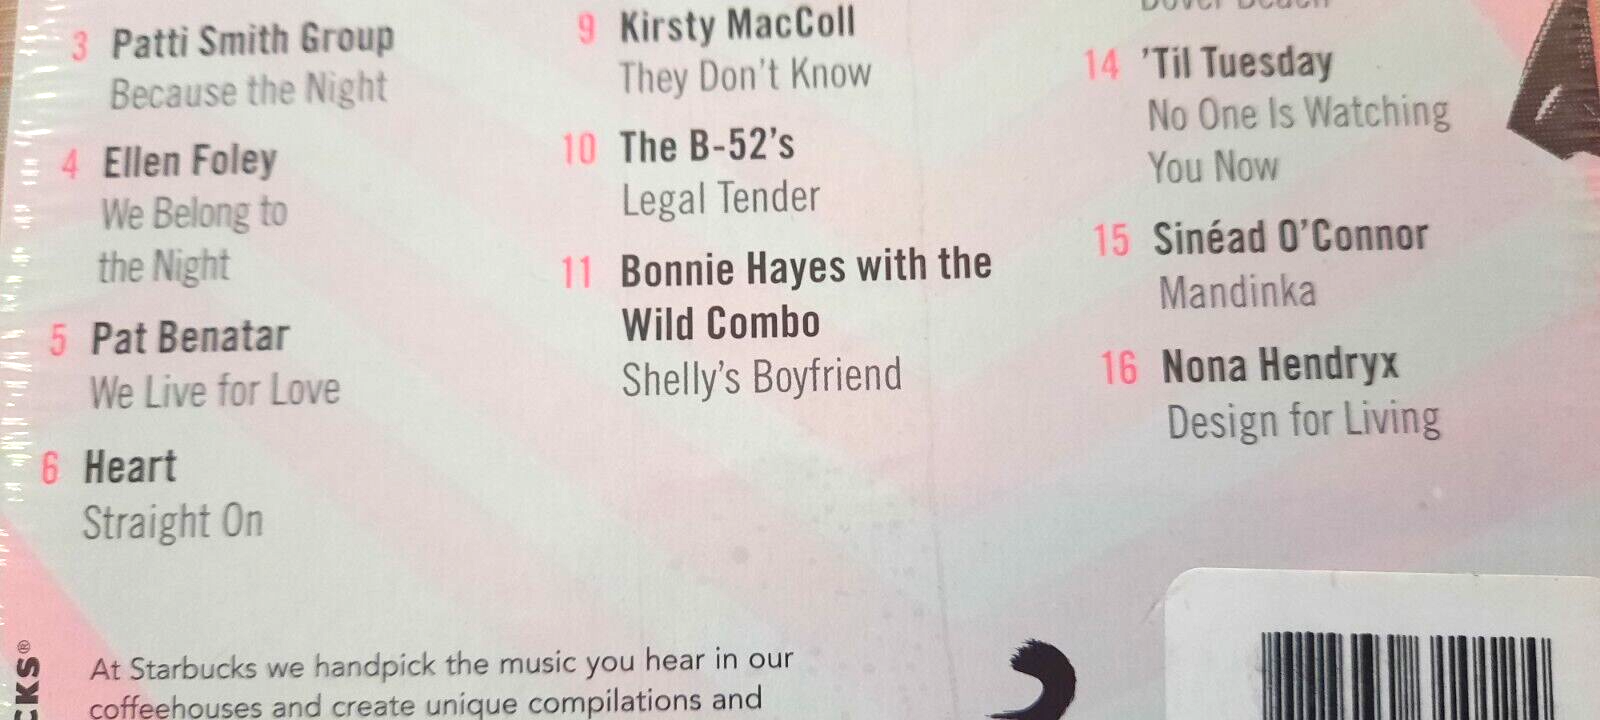 3 Patti Smith Group
Because the Night
4 Ellen Foley
We Belong to
the Night
5 Pat Benatar
We Live for Love
6 Heart
Straight On
9 Kirsty MacColl
They Don't Know
10 The B-52's
Legal Tender
11 Bonnie Hayes with the
Wild Combo
Shelly's Boyfriend
Dover Beach
14 'Til Tuesday
No One Is Watching
You Now
15 Sinéad O'Connor
Mandinka
16 Nona Hendryx
Design for Living
At Starbucks we handpick the music you hear in our
coffeehouses and create unique compilations and
CKS®